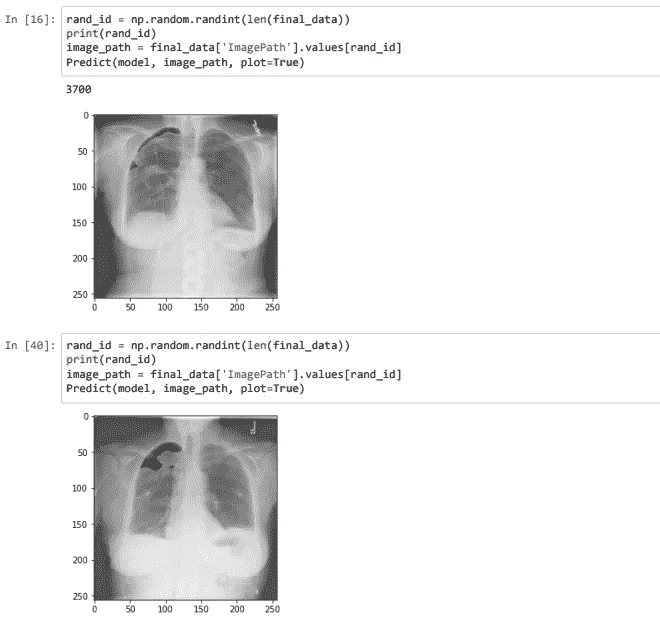 In [16]: rand_id = np.random.randint(len(final_data))
print(rand_id)
image_path = final_data['ImagePath'].values[rand_id]
Predict(model, image_path, plot=True)
3700
0
50
100
150
200
250
0 50 100 150 200 250
In [40]: rand_id = np.random.randint(len(final_data))
print(rand_id)
image_path = final_data['ImagePath'].values[rand_id]
Predict(model, image_path, plot=True)
0
50
100
150
200
250
0 50 100 150 200 250